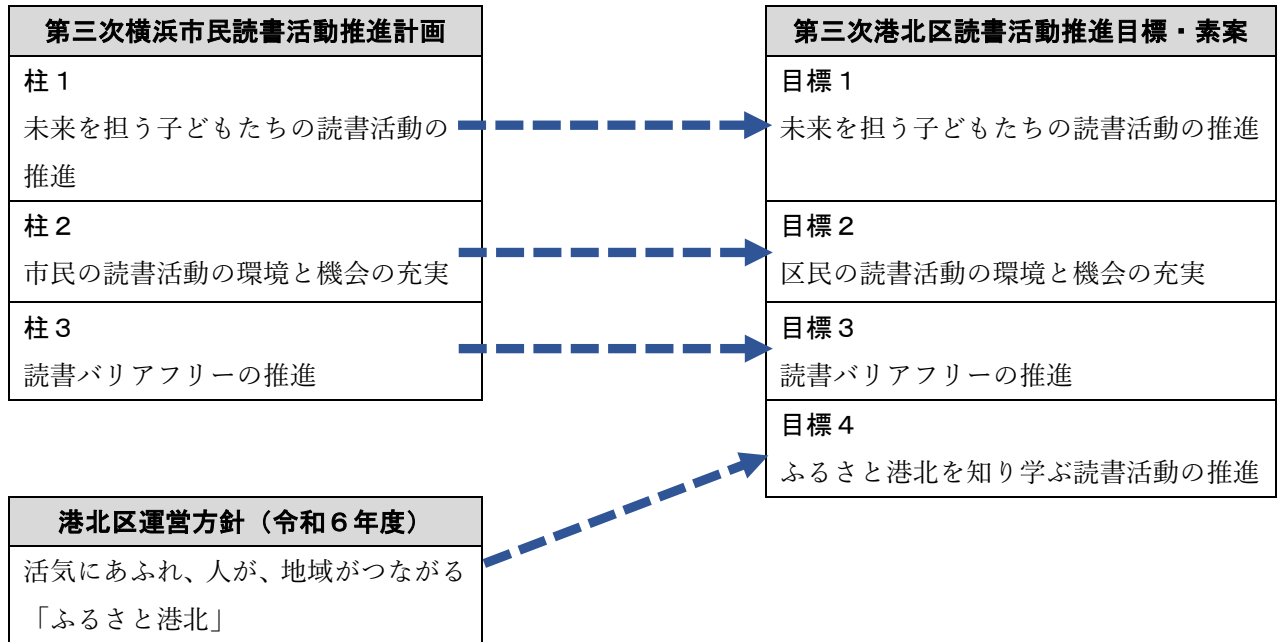 第三次横浜市民読書活動推進計画
柱1
未来を担う子どもたちの読書活動の
推進
柱2
市民の読書活動の環境と機会の充実
柱3
読書バリアフリーの推進
港北区運営方針（令和６年度）
活気にあふれ、人が、地域がつながる
「ふるさと港北」
第三次港北区読書活動推進目標・素案
目標１
未来を担う子どもたちの読書活動の推進
目標２
区民の読書活動の環境と機会の充実
目標３
読書バリアフリーの推進
目標４
ふるさと港北を知り学ぶ読書活動の推進